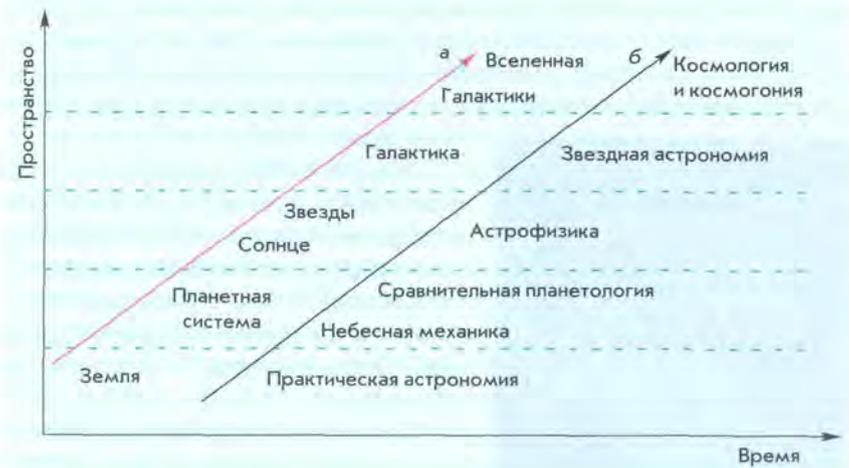 Пространство
а
Вселенная
Галактики
б
Космология
и космогония
Галактика
Звездная астрономия
Звезды
Солнце
Астрофизика
Планетная
система
Сравнительная планетология
Небесная механика
Земля
Практическая астрономия
Время